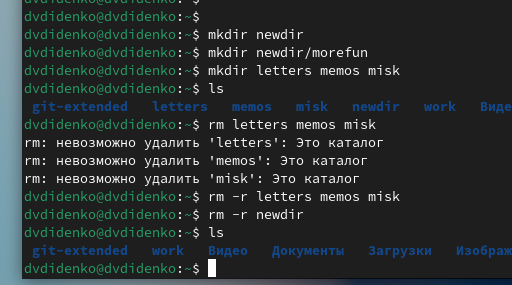 dvdidenko@dvdidenko:~$
dvdidenko@dvdidenko:~$ mkdir newdir
dvdidenko@dvdidenko:~$ mkdir newdir/morefun
dvdidenko@dvdidenko:~$ mkdir letters memos misk
dvdidenko@dvdidenko:~$ ls
git-extended letters memos misk newdir work
dvdidenko@dvdidenko:~$ rm letters memos misk
rm: невозможно удалить 'letters': Это каталог
rm: невозможно удалить 'memos': Это каталог
rm: невозможно удалить 'misk': Это каталог
dvdidenko@dvdidenko:~$ rm -r letters memos misk
dvdidenko@dvdidenko:~$ rm -r newdir
dvdidenko@dvdidenko:~$ ls
git-extended work Видео Документы Загрузки
dvdidenko@dvdidenko:~$